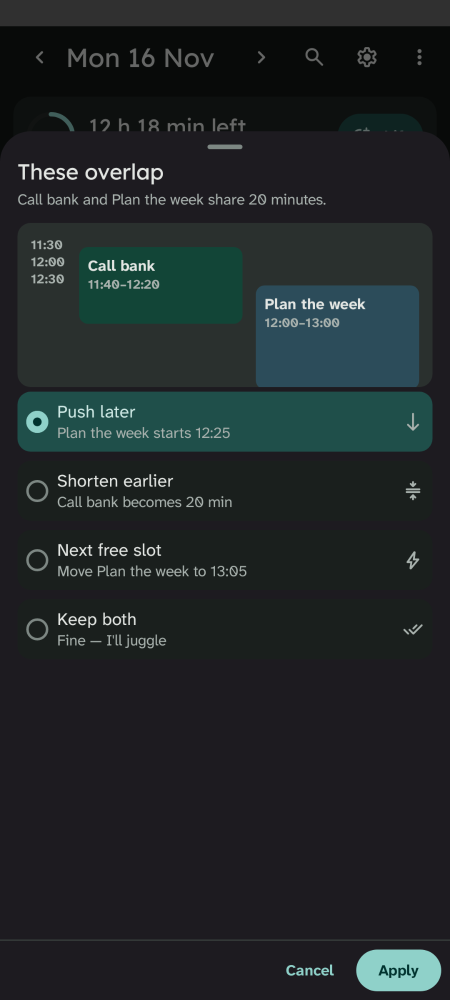 Mon 16 Nov
12 h 18 min left
These overlap
Call bank and Plan the week share 20 minutes.
11:30
12:00
12:30
Call bank
11:40–12:20
Plan the week
12:00–13:00
Push later
Plan the week starts 12:25
Shorten earlier
Call bank becomes 20 min
Next free slot
Move Plan the week to 13:05
Keep both
Fine — I'll juggle
Cancel
Apply